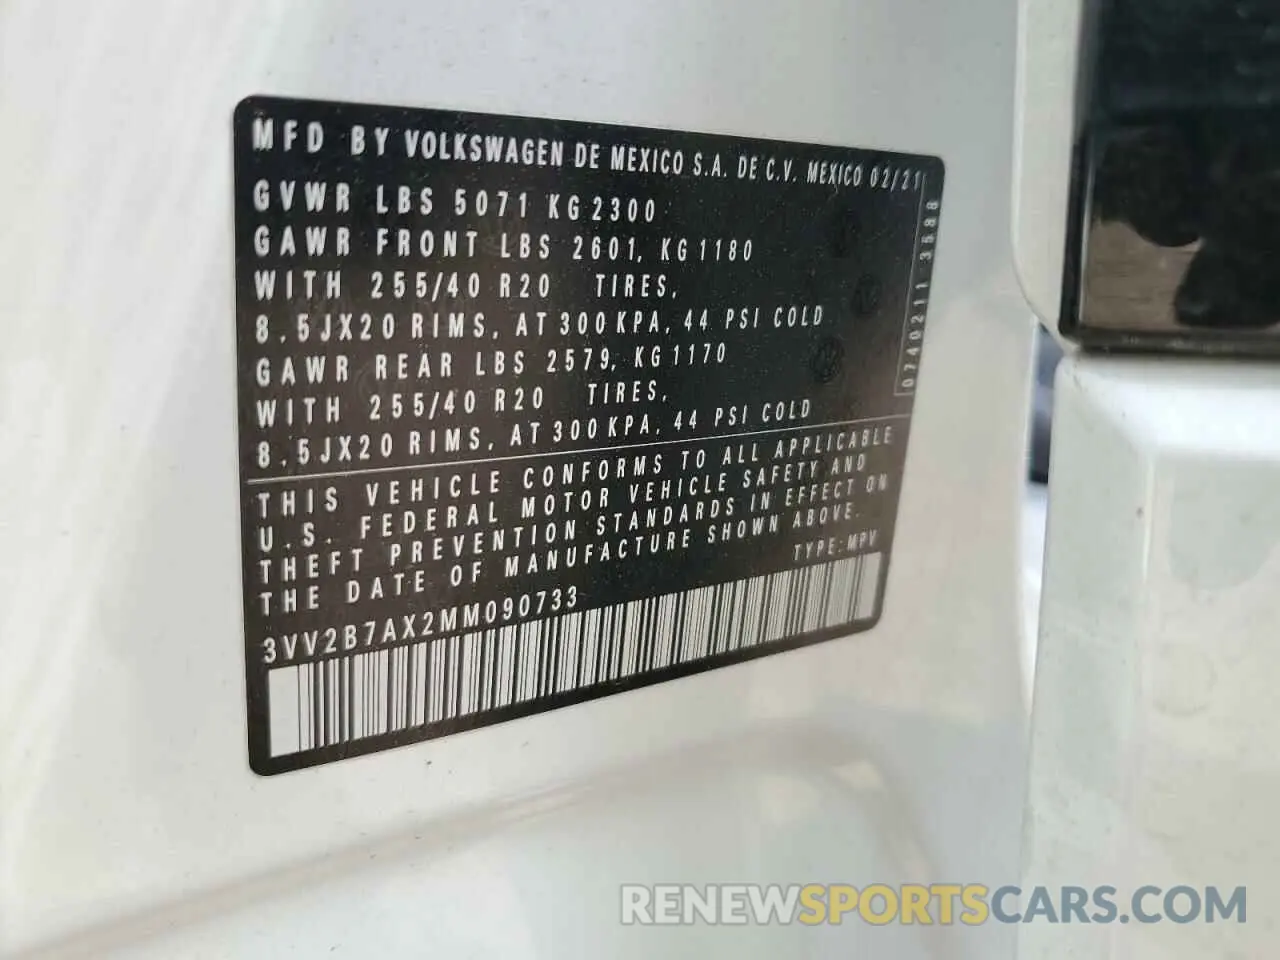 MFD BY VOLKSWAGEN DE MEXICO S.A. DE C.V. MEXICO 02/21
GVWR LBS 5071 KG 2300
GAWR FRONT LBS 2601, KG 1180
WITH 255/40 R20 TIRES,
8.5JX20 RIMS, AT 300 KPA, 44 PSI COLD
GAWR REAR LBS 2579, KG 1170
WITH 255/40 R20 TIRES,
8.5JX20 RIMS, AT 300 KPA, 44 PSI COLD
07402113588
THIS VEHICLE CONFORMS TO ALL APPLICABLE
U.S. FEDERAL MOTOR VEHICLE SAFETY AND
THEFT PREVENTION STANDARDS IN EFFECT ON
THE DATE OF MANUFACTURE SHOWN ABOVE.
TYPE: MPV
3VV2B7AX2MM090733
RENEWSPORTSCARS.COM